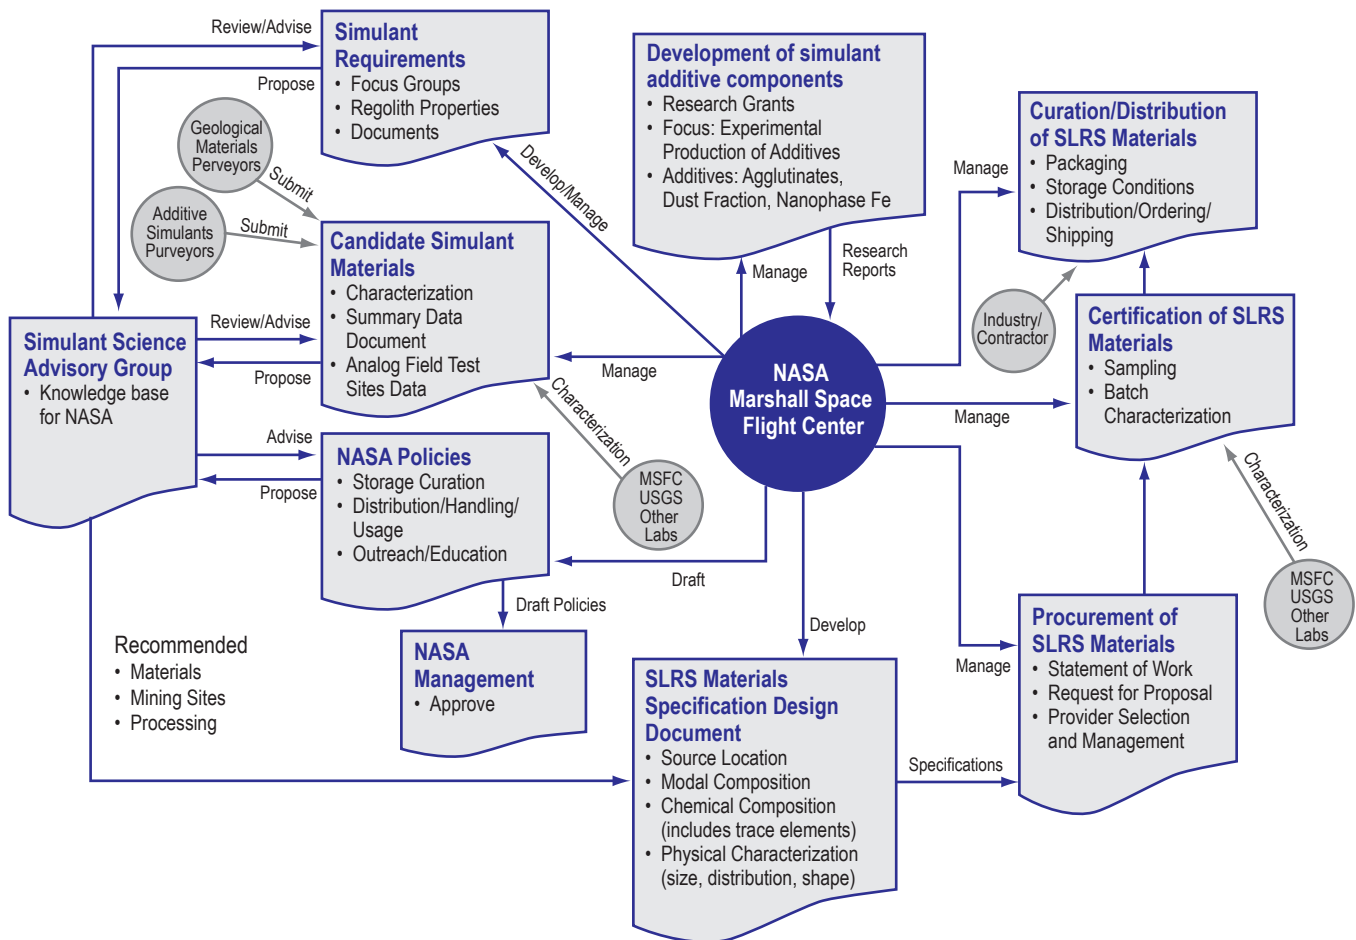 Review/Advise
Propose
Simulant
Requirements
• Focus Groups
• Regolith Properties
• Documents
Geological
Materials
Perveyors
Submit
Additive
Simulants
Purveyors
Submit
Develop/Manage
Development of simulant
additive components
• Research Grants
• Focus: Experimental
Production of Additives
• Additives: Agglutinates,
Dust Fraction, Nanophase Fe
Manage
Research
Reports
Manage
Curation/Distribution
of SLRS Materials
• Packaging
• Storage Conditions
• Distribution/Ordering/
Shipping
Industry/
Contractor
Candidate Simulant
Materials
• Characterization
• Summary Data
Document
• Analog Field Test
Sites Data
Review/Advise
Propose
Simulant Science
Advisory Group
• Knowledge base
for NASA
Manage
NASA
Marshall Space
Flight Center
Manage
Certification of SLRS
Materials
• Sampling
• Batch
Characterization
Characterization
MSFC
USGS
Other
Labs
Characterization
MSFC
USGS
Other
Labs
Advise
Propose
NASA Policies
• Storage Curation
• Distribution/Handling/
Usage
• Outreach/Education
Draft
Draft Policies
NASA
Management
• Approve
Develop
Manage
Procurement of
SLRS Materials
• Statement of Work
• Request for Proposal
• Provider Selection
and Management
Recommended
• Materials
• Mining Sites
• Processing
SLRS Materials
Specification Design
Document
• Source Location
• Modal Composition
• Chemical Composition
(includes trace elements)
• Physical Characterization
(size, distribution, shape)
Specifications